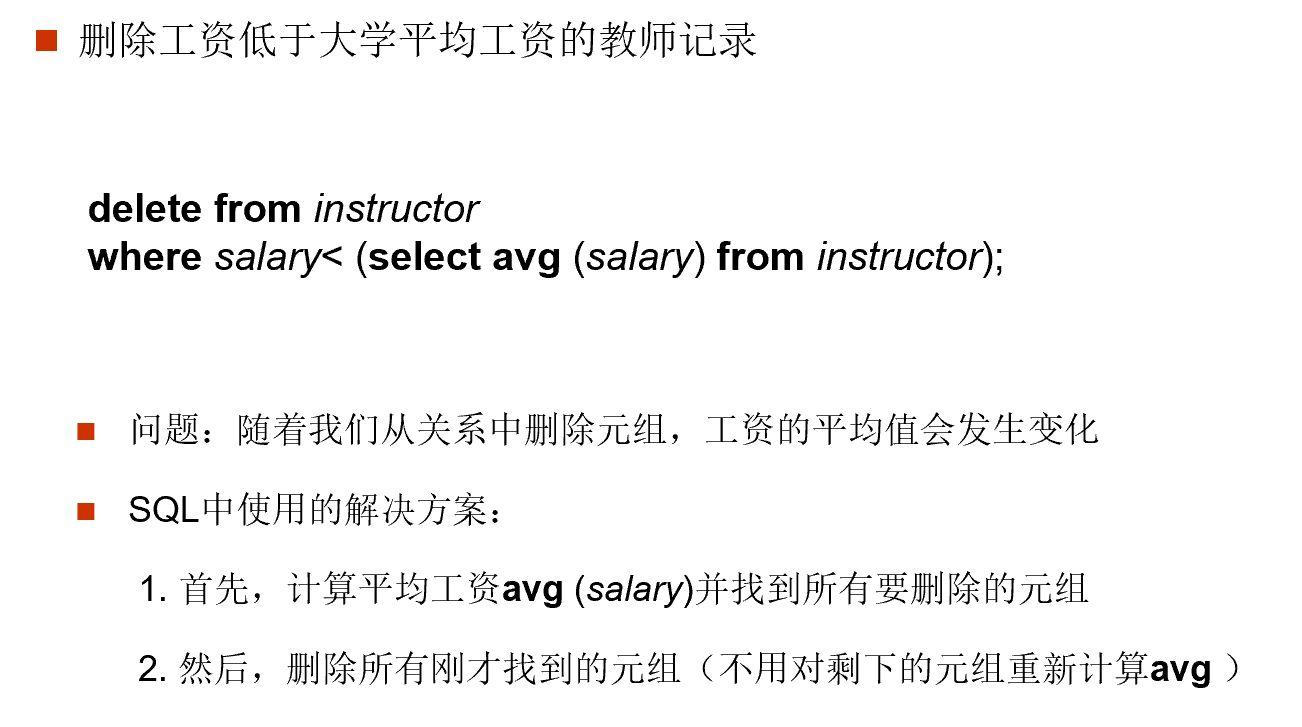 删除工资低于大学平均工资的教师记录
delete from instructor
where salary< (select avg (salary) from instructor);
问题：随着我们从关系中删除元组，工资的平均值会发生变化
SQL中使用的解决方案：
1. 首先，计算平均工资avg (salary)并找到所有要删除的元组
2. 然后，删除所有刚才找到的元组（不用对剩下的元组重新计算avg ）